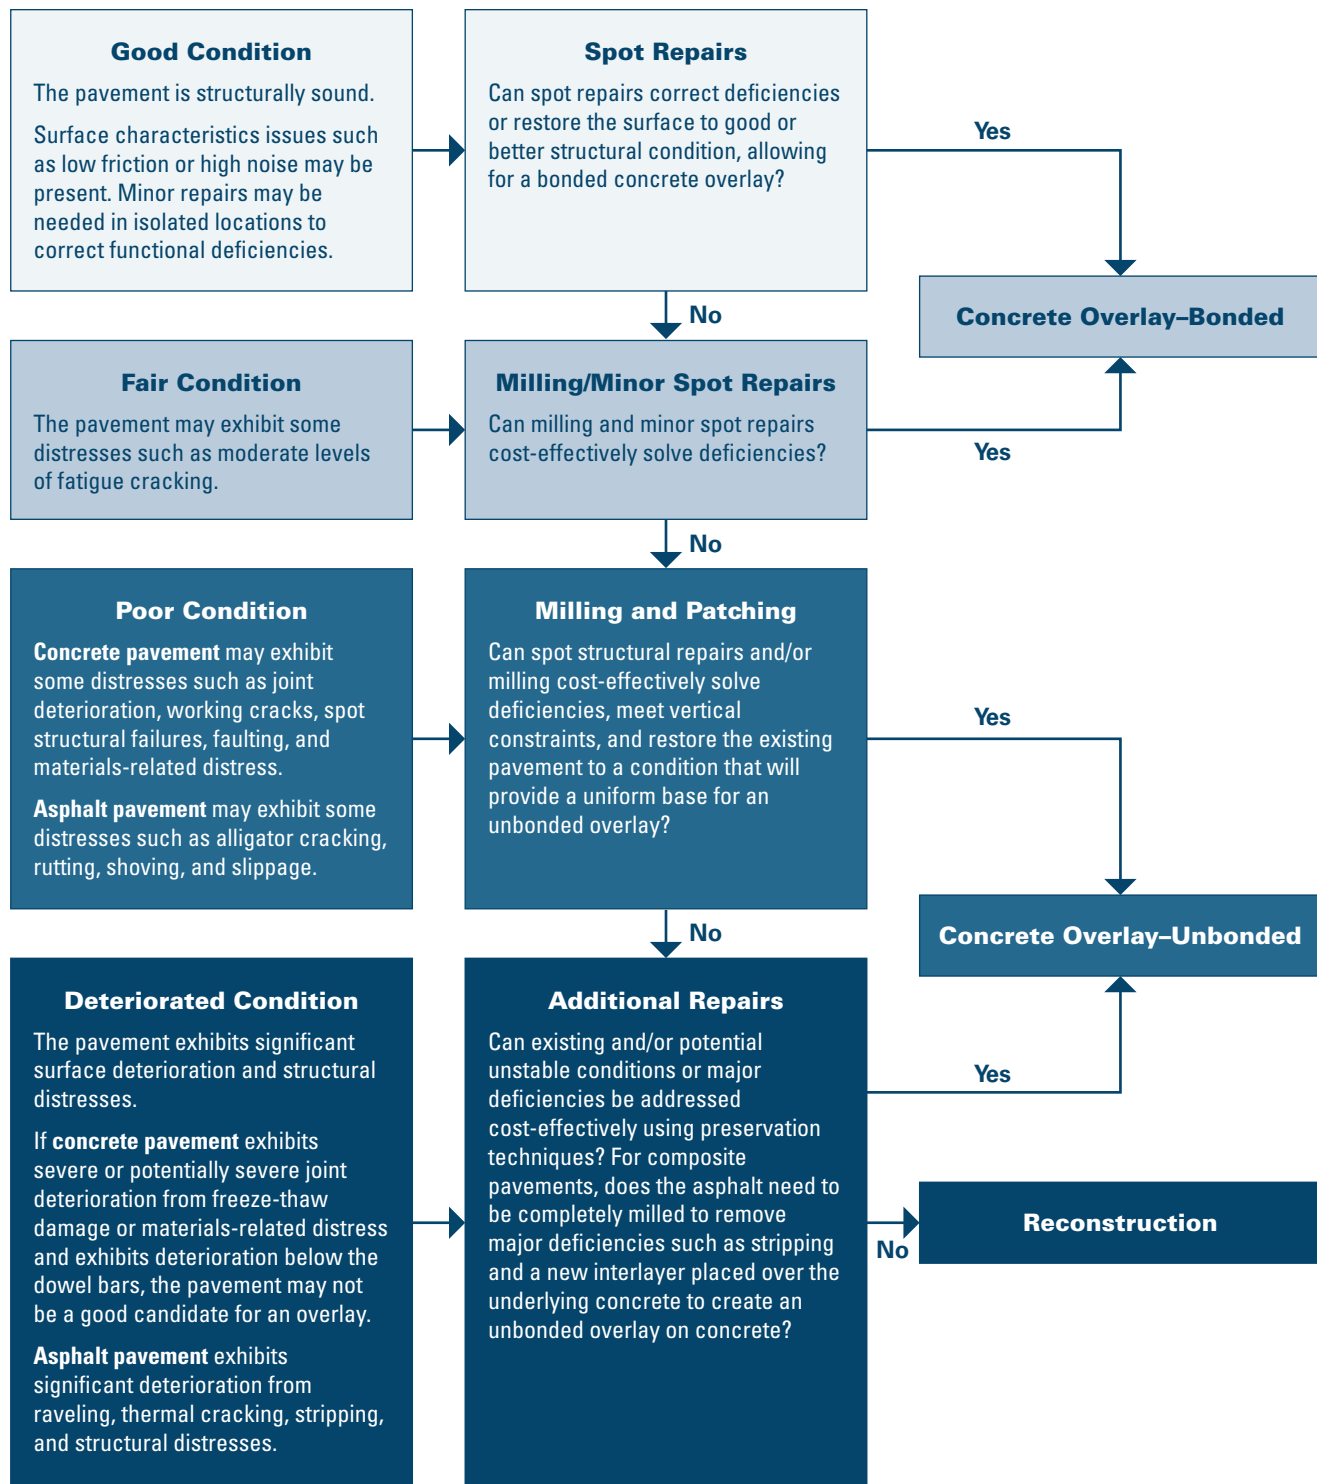 Good Condition
The pavement is structurally sound.
Surface characteristics issues such
as low friction or high noise may be
present. Minor repairs may be
needed in isolated locations to
correct functional deficiencies.
Spot Repairs
Can spot repairs correct deficiencies
or restore the surface to good or
better structural condition, allowing
for a bonded concrete overlay?
Yes
No
Concrete Overlay–Bonded
Fair Condition
The pavement may exhibit some
distresses such as moderate levels
of fatigue cracking.
Milling/Minor Spot Repairs
Can milling and minor spot repairs
cost-effectively solve deficiencies?
Yes
No
Poor Condition
Concrete pavement may exhibit
some distresses such as joint
deterioration, working cracks, spot
structural failures, faulting, and
materials-related distress.
Asphalt pavement may exhibit some
distresses such as alligator cracking,
rutting, shoving, and slippage.
Milling and Patching
Can spot structural repairs and/or
milling cost-effectively solve
deficiencies, meet vertical
constraints, and restore the existing
pavement to a condition that will
provide a uniform base for an
unbonded overlay?
Yes
No
Concrete Overlay–Unbonded
Deteriorated Condition
The pavement exhibits significant
surface deterioration and structural
distresses.
If concrete pavement exhibits
severe or potentially severe joint
deterioration from freeze-thaw
damage or materials-related distress
and exhibits deterioration below the
dowel bars, the pavement may not
be a good candidate for an overlay.
Asphalt pavement exhibits
significant deterioration from
raveling, thermal cracking, stripping,
and structural distresses.
Additional Repairs
Can existing and/or potential
unstable conditions or major
deficiencies be addressed
cost-effectively using preservation
techniques? For composite
pavements, does the asphalt need to
be completely milled to remove
major deficiencies such as stripping
and a new interlayer placed over the
underlying concrete to create an
unbonded overlay on concrete?
Yes
No
Reconstruction